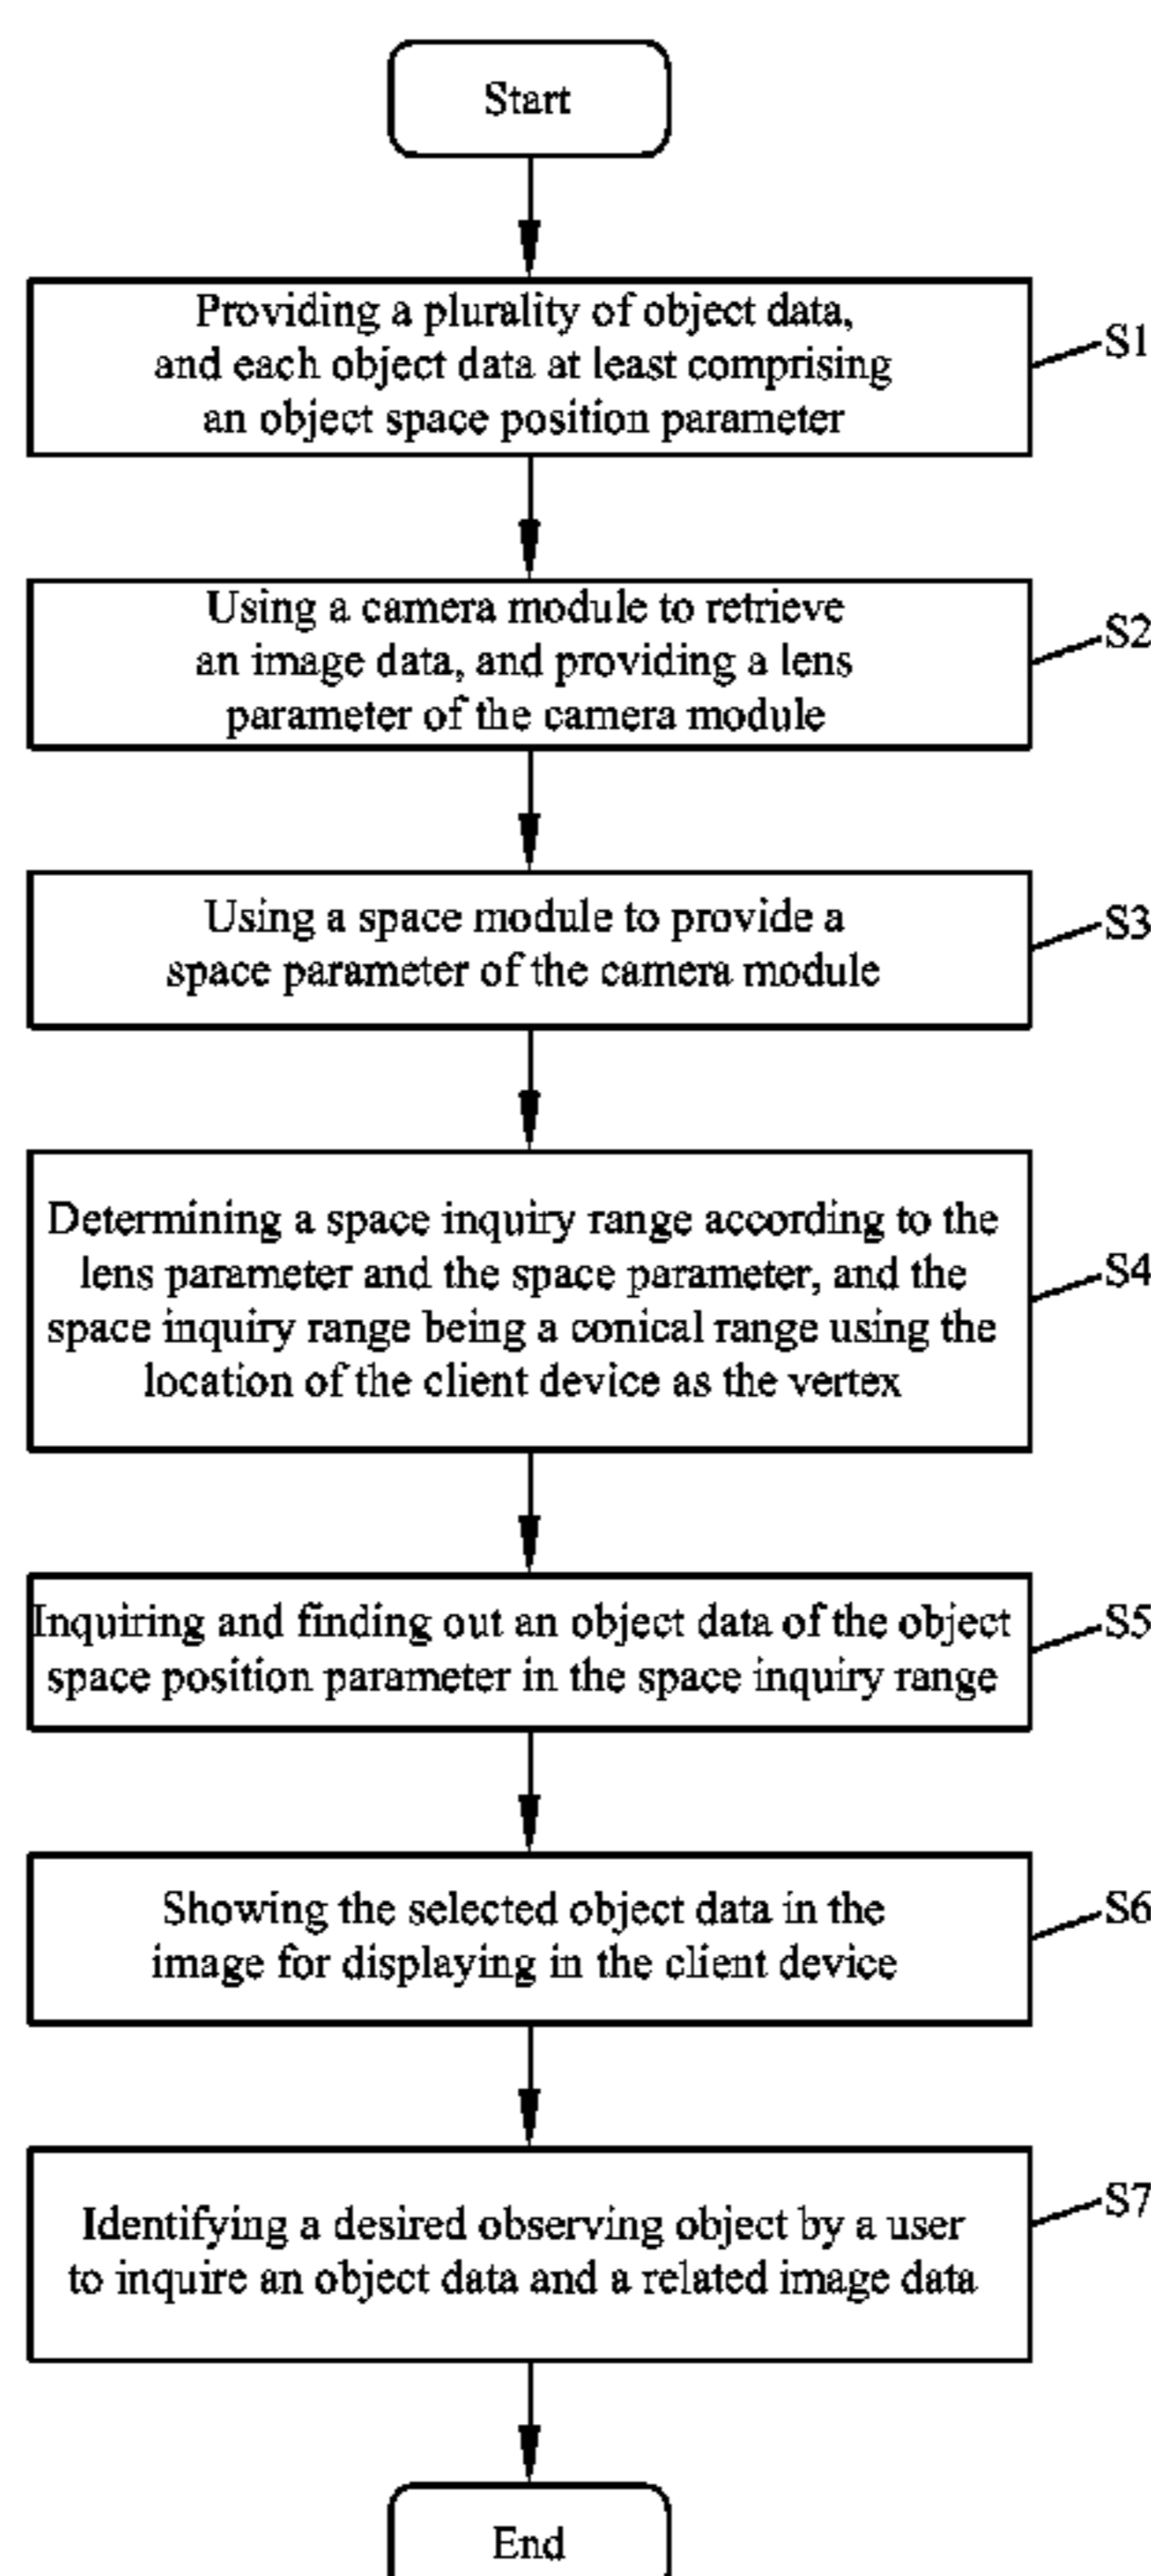 Start
Providing a plurality of object data,
and each object data at least comprising
an object space position parameter
S1
Using a camera module to retrieve
an image data, and providing a lens
parameter of the camera module
S2
Using a space module to provide a
space parameter of the camera module
S3
Determining a space inquiry range according to the
lens parameter and the space parameter, and the
space inquiry range being a conical range using the
location of the client device as the vertex
S4
Inquiring and finding out an object data of the object
space position parameter in the space inquiry range
S5
Showing the selected object data in the
image for displaying in the client device
S6
Identifying a desired observing object by a user
to inquire an object data and a related image data
S7
End